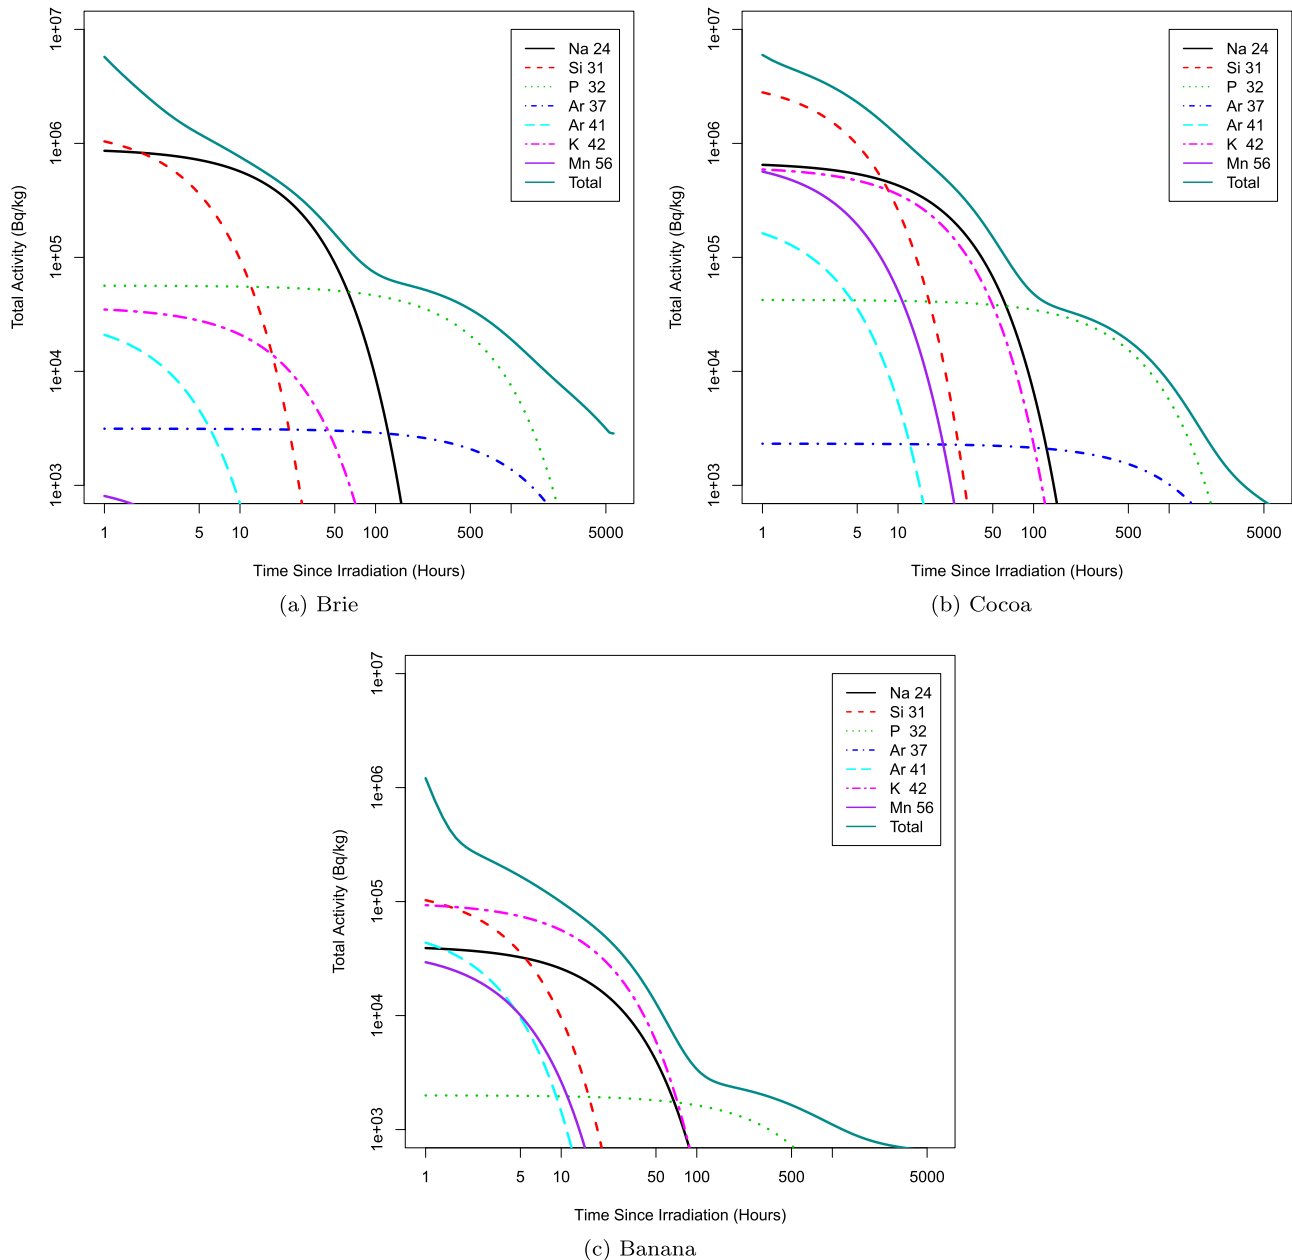 Total Activity (Bq/kg)
1e+07
1e+06
1e+05
1e+04
1e+03
Na 24
Si 31
P 32
Ar 37
Ar 41
K 42
Mn 56
Total
1 5 10 50 100 500 5000
Time Since Irradiation (Hours)
(a) Brie
Total Activity (Bq/kg)
1e+07
1e+06
1e+05
1e+04
1e+03
Na 24
Si 31
P 32
Ar 37
Ar 41
K 42
Mn 56
Total
1 5 10 50 100 500 5000
Time Since Irradiation (Hours)
(b) Cocoa
Total Activity (Bq/kg)
1e+07
1e+06
1e+05
1e+04
1e+03
Na 24
Si 31
P 32
Ar 37
Ar 41
K 42
Mn 56
Total
1 5 10 50 100 500 5000
Time Since Irradiation (Hours)
(c) Banana